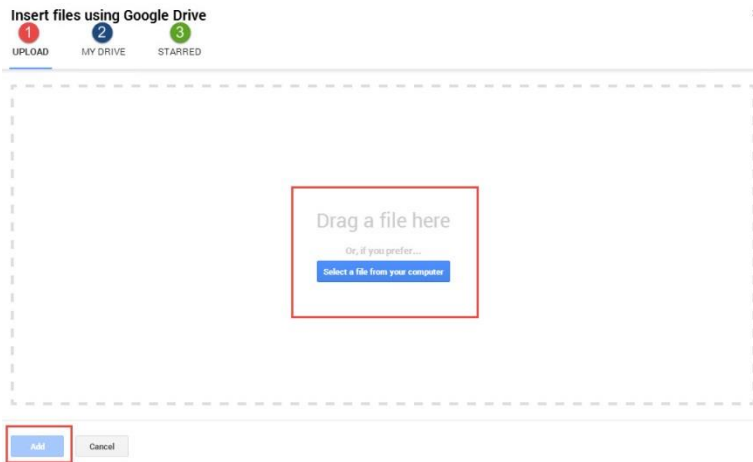 Insert files using Google Drive
1 2 3
UPLOAD MY DRIVE STARRED
Drag a file here
Or, if you prefer...
Select a file from your computer
Add Cancel